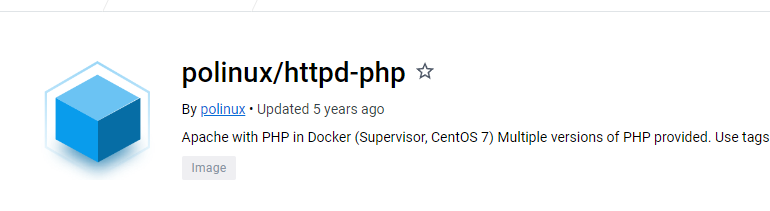 polinux/httpd-php
By polinux • Updated 5 years ago
Apache with PHP in Docker (Supervisor, CentOS 7) Multiple versions of PHP provided. Use tags
Image